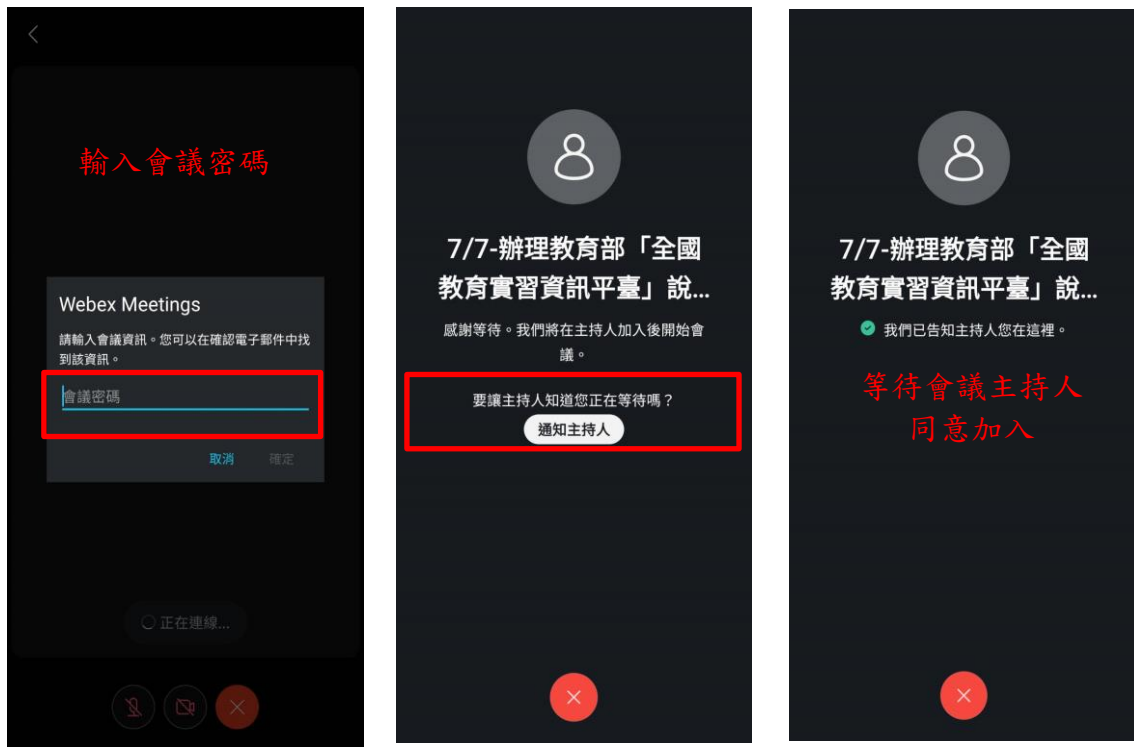 輸入會議密碼
Webex Meetings
請輸入會議資訊。您可以在確認電子郵件中找
到該資訊。
會議密碼
取消 確定
正在連線...
7/7-辦理教育部「全國
教育實習資訊平臺」說...
感謝等待。我們將在主持人加入後開始會
議。
要讓主持人知道您正在等待嗎？
通知主持人
7/7-辦理教育部「全國
教育實習資訊平臺」說...
我們已告知主持人您在這裡。
等待會議主持人
同意加入